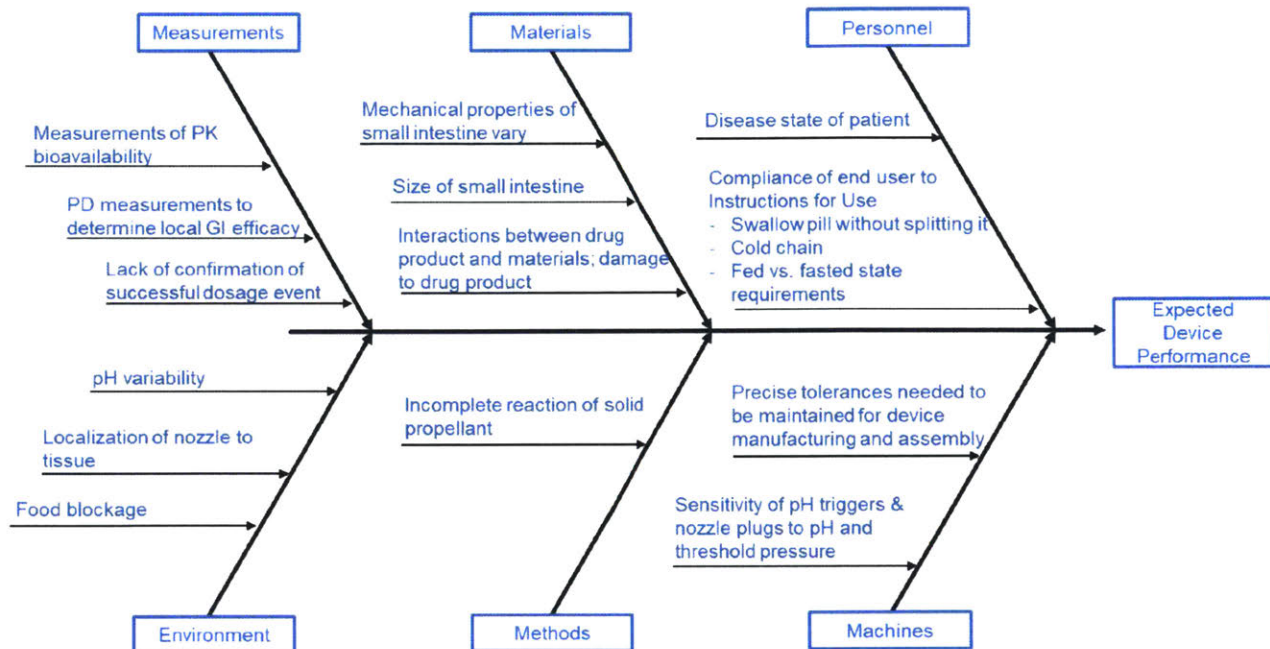 Measurements
Materials
Personnel
Measurements of PK
bioavailability
PD measurements to
determine local GI efficacy
Lack of confirmation of
successful dosage event
Mechanical properties of
small intestine vary
Size of small intestine
Interactions between drug
product and materials; damage
to drug product
Disease state of patient
Compliance of end user to
Instructions for Use
- Swallow pill without splitting it
- Cold chain
- Fed vs. fasted state
requirements
Expected
Device
Performance
pH variability
Localization of nozzle to
tissue
Food blockage
Incomplete reaction of solid
propellant
Precise tolerances needed to
be maintained for device
manufacturing and assembly
Sensitivity of pH triggers &
nozzle plugs to pH and
threshold pressure
Environment
Methods
Machines